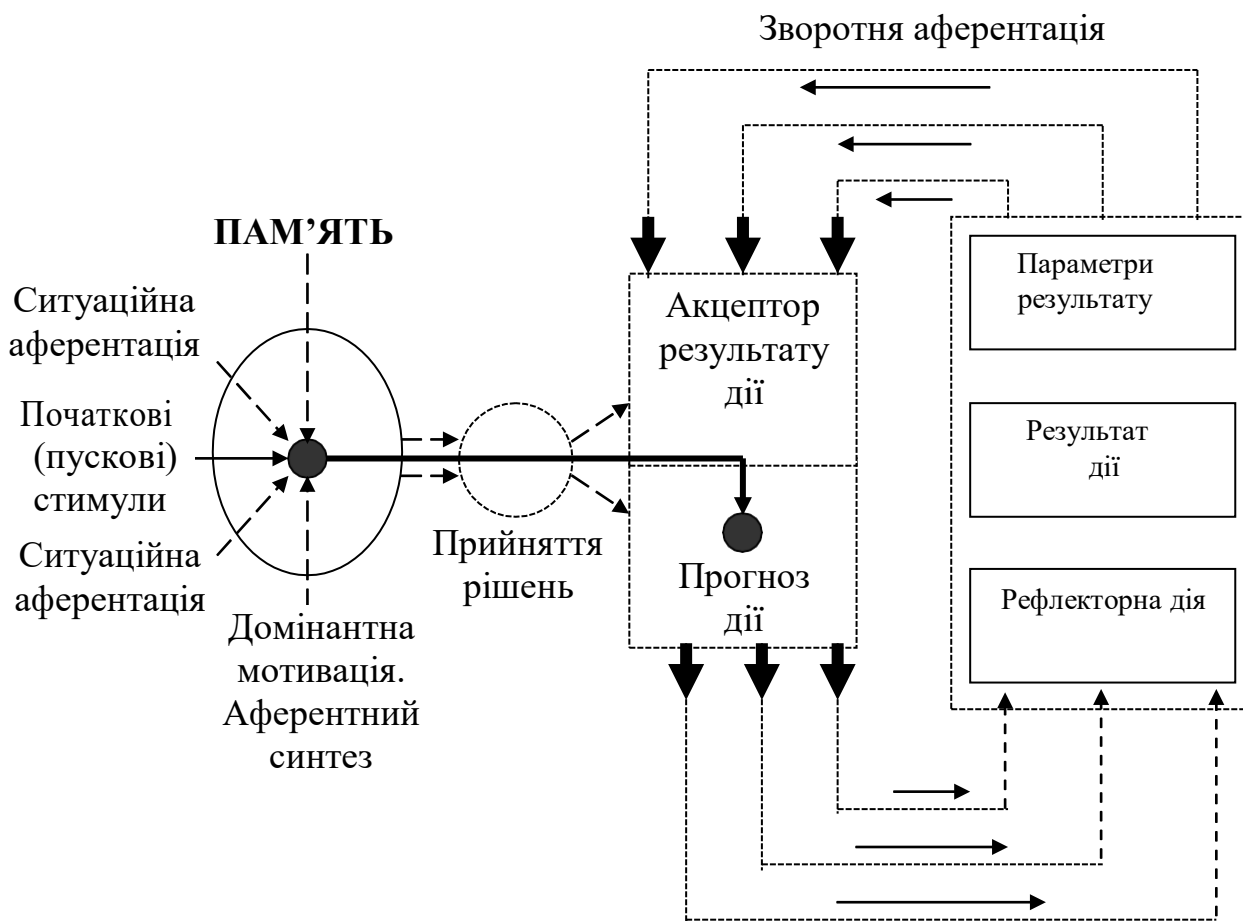 Зворотня аферентація
ПАМ’ЯТЬ
Ситуаційна
аферентація
Початкові
(пускові)
стимули
Ситуаційна
аферентація
Домінантна
мотивація.
Аферентний
синтез
Прийняття
рішень
Акцептор
результату
дії
Прогноз
дії
Параметри
результату
Результат
дії
Рефлекторна дія